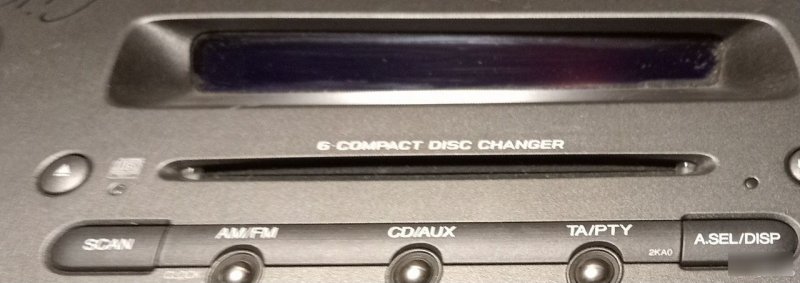 6-COMPACT DISC CHANGER
SCAN
AM/FM
CD/AUX
TA/PTY
2KA0
A.SEL/DISP